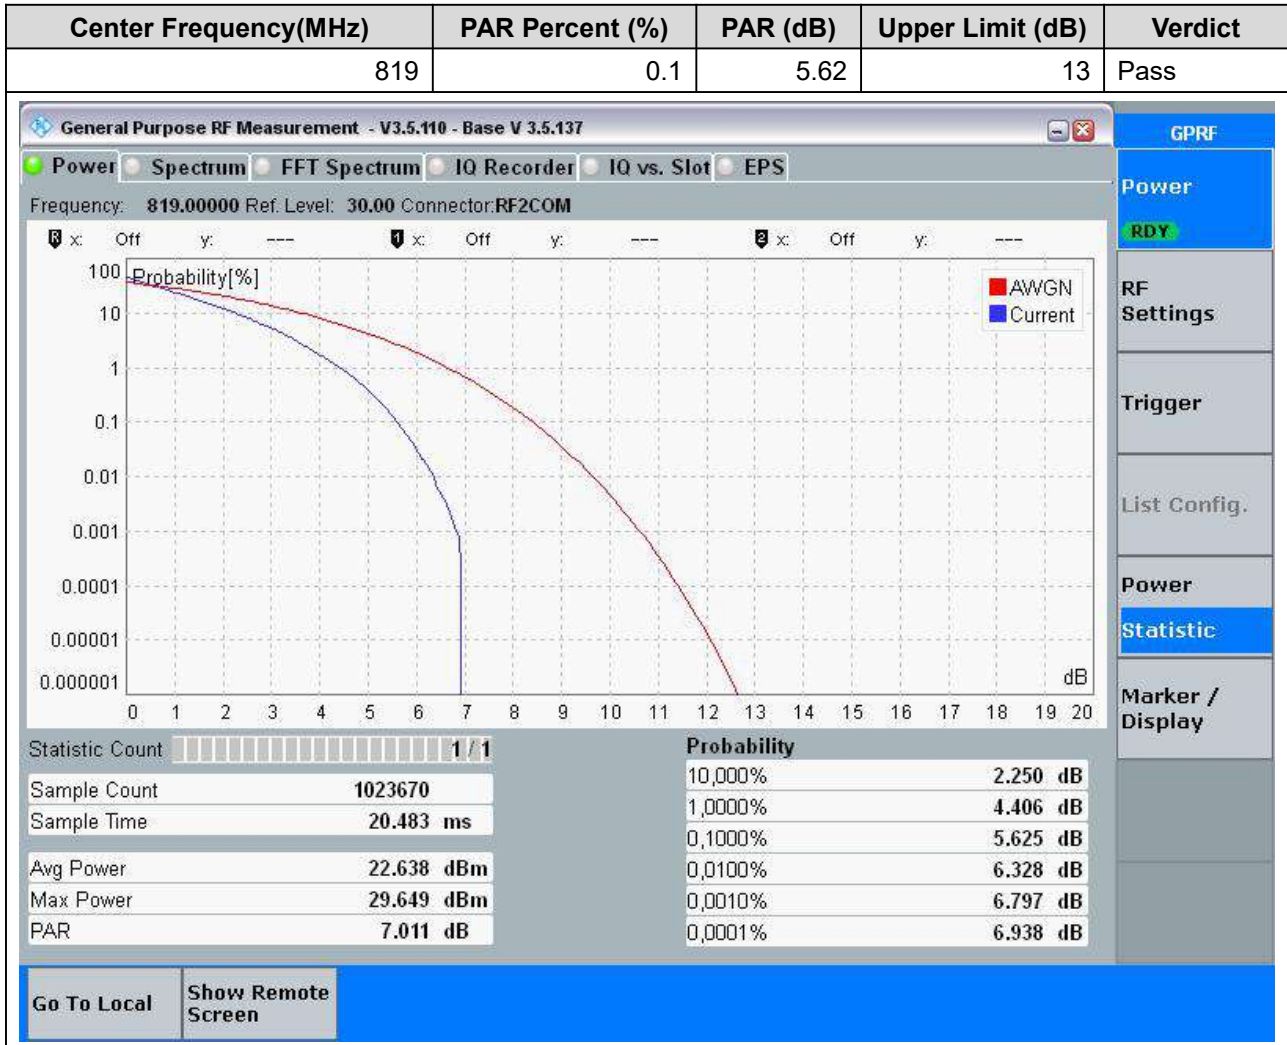 Center Frequency(MHz) PAR Percent (%) PAR (dB) Upper Limit (dB) Verdict
819 0.1 5.62 13 Pass
General Purpose RF Measurement - V3.5.110 - Base V 3.5.137
GPRF
Power Spectrum FFT Spectrum IQ Recorder IQ vs. Slot EPS
Power
RDY
Frequency: 819.00000 Ref. Level: 30.00 Connector:RF2COM
R x: Off y: --- 1 x: Off y: --- 2 x: Off y: ---
Probability[%]
AWGN
Current
100
10
1
0.1
0.01
0.001
0.0001
0.00001
0.000001
dB
0 1 2 3 4 5 6 7 8 9 10 11 12 13 14 15 16 17 18 19 20
RF
Settings
Trigger
List Config.
Power
Statistic
Marker /
Display
Statistic Count 1 / 1
Sample Count 1023670
Sample Time 20.483 ms
Avg Power 22.638 dBm
Max Power 29.649 dBm
PAR 7.011 dB
Probability
10,000% 2.250 dB
1,0000% 4.406 dB
0,1000% 5.625 dB
0,0100% 6.328 dB
0,0010% 6.797 dB
0,0001% 6.938 dB
Go To Local
Show Remote
Screen